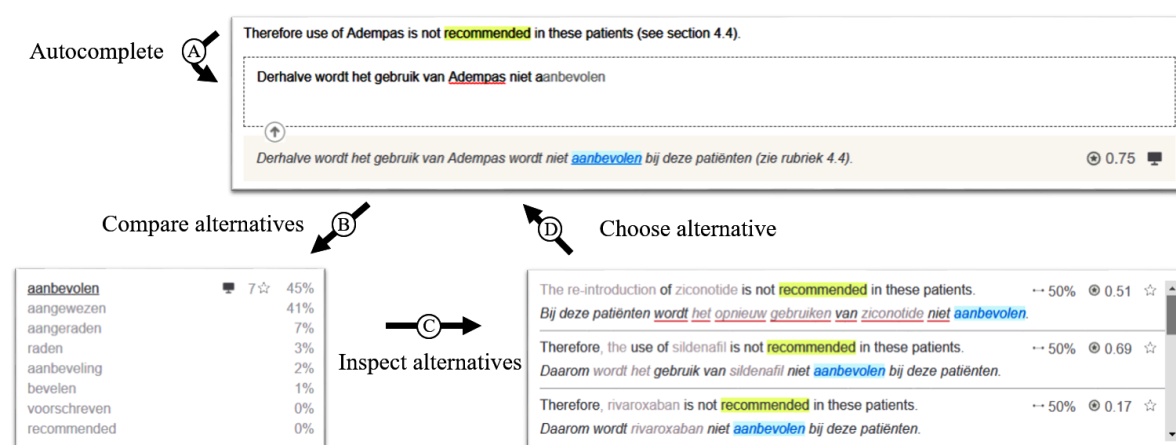 Autocomplete
A
Therefore use of Adempas is not recommended in these patients (see section 4.4).
Derhalve wordt het gebruik van Adempas niet aanbevolen
Derhalve wordt het gebruik van Adempas wordt niet aanbevolen bij deze patiënten (zie rubriek 4.4). 0.75
Compare alternatives
B
D
Choose alternative
aanbevolen 7☆ 45%
aangewezen 41%
aangeraden 7%
raden 3%
aanbeveling 2%
bevelen 1%
voorschreven 0%
recommended 0%
C
Inspect alternatives
The re-introduction of ziconotide is not recommended in these patients. ↔ 50% 0.51 ☆
Bij deze patiënten wordt het opnieuw gebruiken van ziconotide niet aanbevolen.
Therefore, the use of sildenafil is not recommended in these patients. ↔ 50% 0.69 ☆
Daarom wordt het gebruik van sildenafil niet aanbevolen bij deze patiënten.
Therefore, rivaroxaban is not recommended in these patients. ↔ 50% 0.17 ☆
Daarom wordt rivaroxaban niet aanbevolen bij deze patiënten.